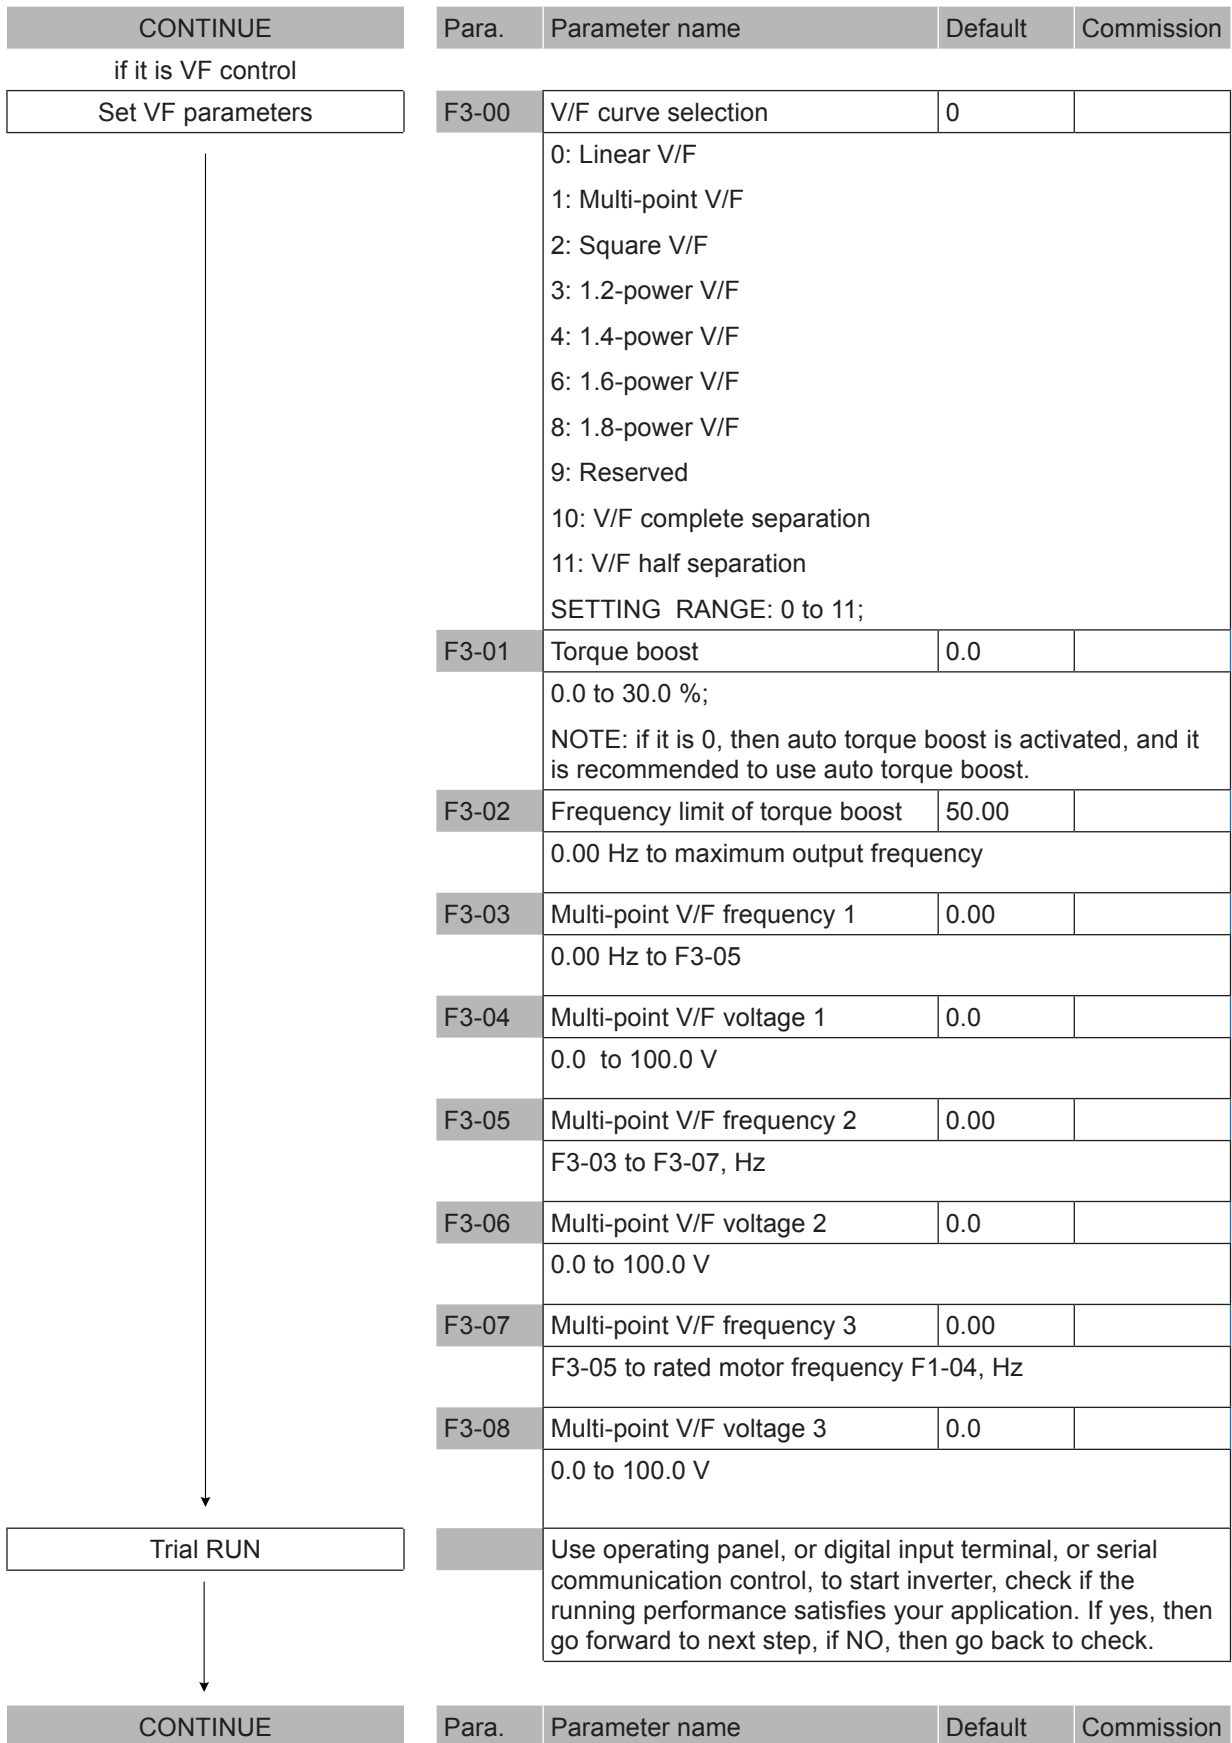 CONTINUE Para. Parameter name Default Commission
if it is VF control
Set VF parameters F3-00 V/F curve selection 0
0: Linear V/F
1: Multi-point V/F
2: Square V/F
3: 1.2-power V/F
4: 1.4-power V/F
6: 1.6-power V/F
8: 1.8-power V/F
9: Reserved
10: V/F complete separation
11: V/F half separation
SETTING RANGE: 0 to 11;
F3-01 Torque boost 0.0
0.0 to 30.0 %;
NOTE: if it is 0, then auto torque boost is activated, and it
is recommended to use auto torque boost.
F3-02 Frequency limit of torque boost 50.00
0.00 Hz to maximum output frequency
F3-03 Multi-point V/F frequency 1 0.00
0.00 Hz to F3-05
F3-04 Multi-point V/F voltage 1 0.0
0.0 to 100.0 V
F3-05 Multi-point V/F frequency 2 0.00
F3-03 to F3-07, Hz
F3-06 Multi-point V/F voltage 2 0.0
0.0 to 100.0 V
F3-07 Multi-point V/F frequency 3 0.00
F3-05 to rated motor frequency F1-04, Hz
F3-08 Multi-point V/F voltage 3 0.0
0.0 to 100.0 V
Trial RUN Use operating panel, or digital input terminal, or serial
communication control, to start inverter, check if the
running performance satisfies your application. If yes, then
go forward to next step, if NO, then go back to check.
CONTINUE Para. Parameter name Default Commission